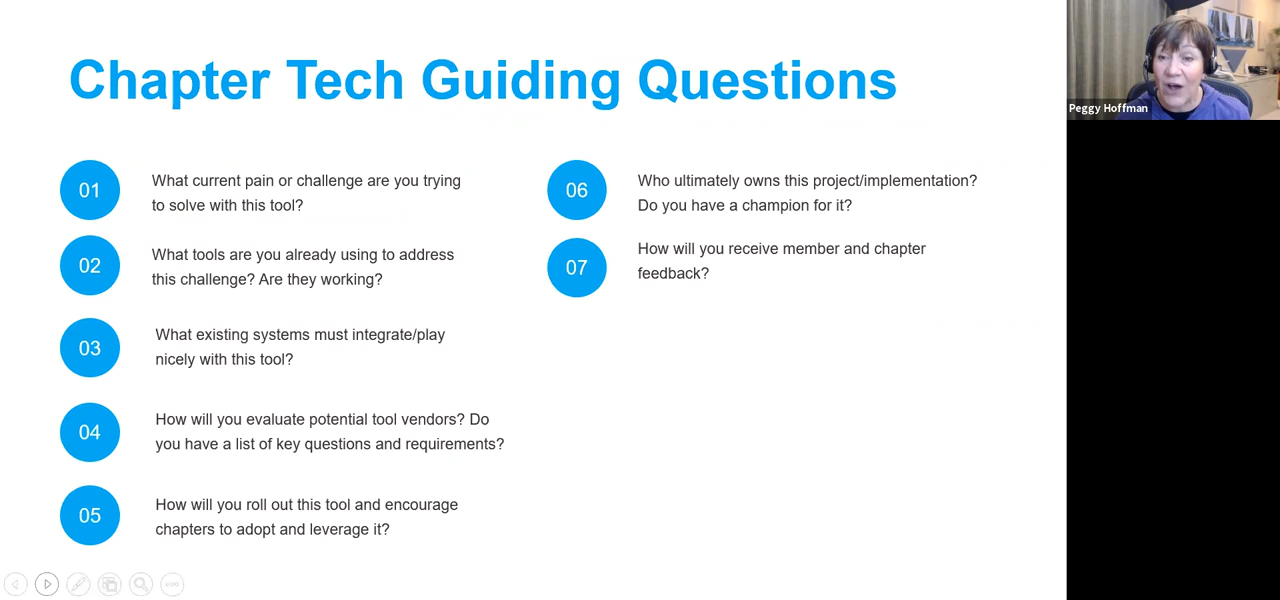 Chapter Tech Guiding Questions
01
What current pain or challenge are you trying
to solve with this tool?
02
What tools are you already using to address
this challenge? Are they working?
03
What existing systems must integrate/play
nicely with this tool?
04
How will you evaluate potential tool vendors? Do
you have a list of key questions and requirements?
05
How will you roll out this tool and encourage
chapters to adopt and leverage it?
06
Who ultimately owns this project/implementation?
Do you have a champion for it?
07
How will you receive member and chapter
feedback?
Peggy Hoffman